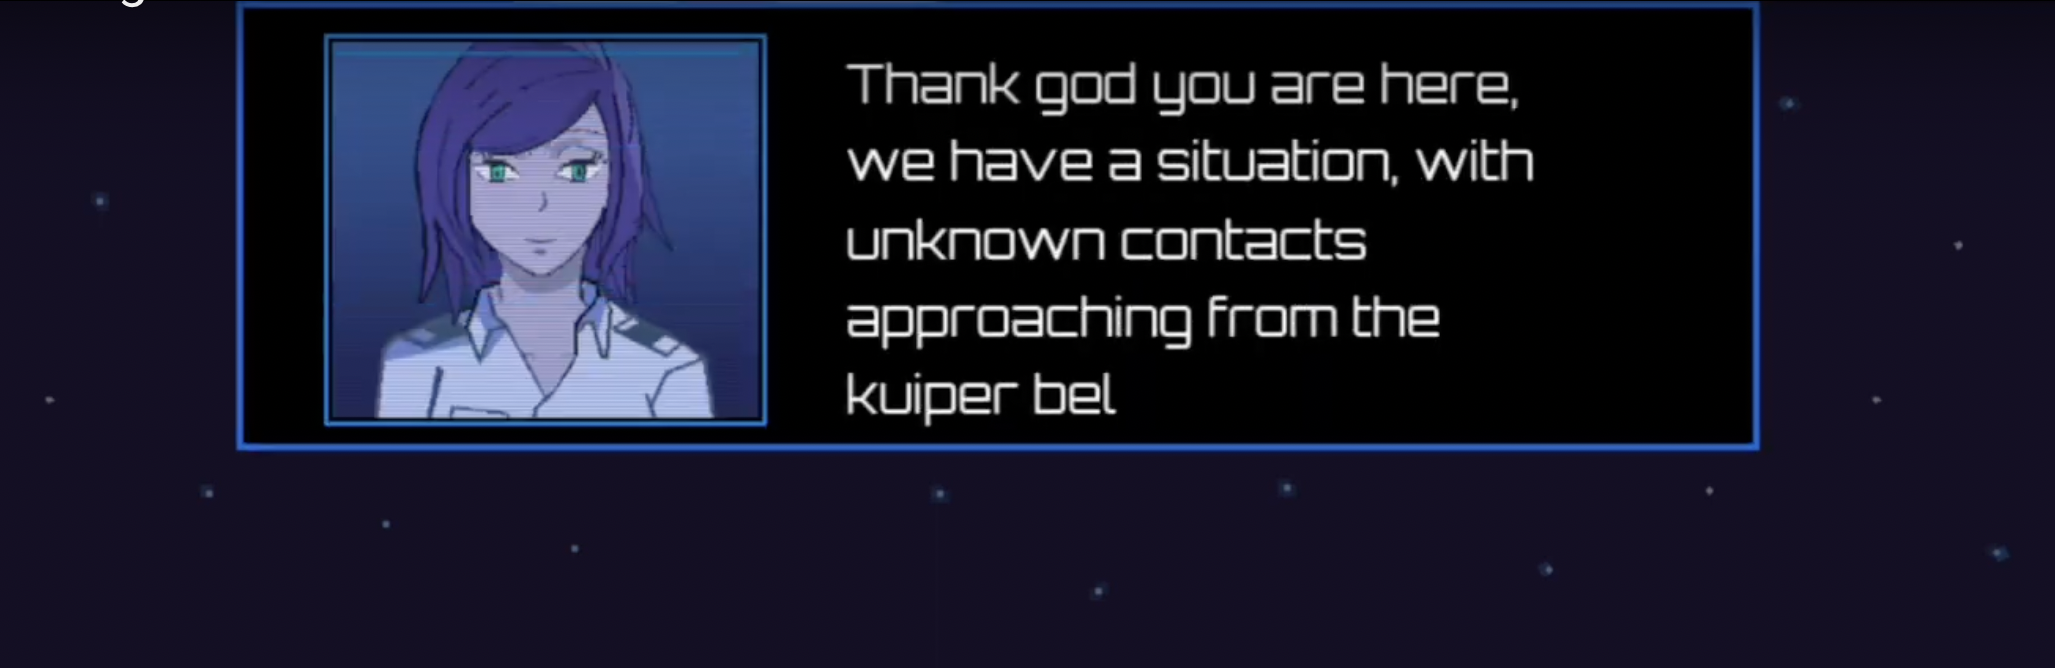 Thank god you are here,
we have a situation, with
unknown contacts
approaching from the
kuiper bel